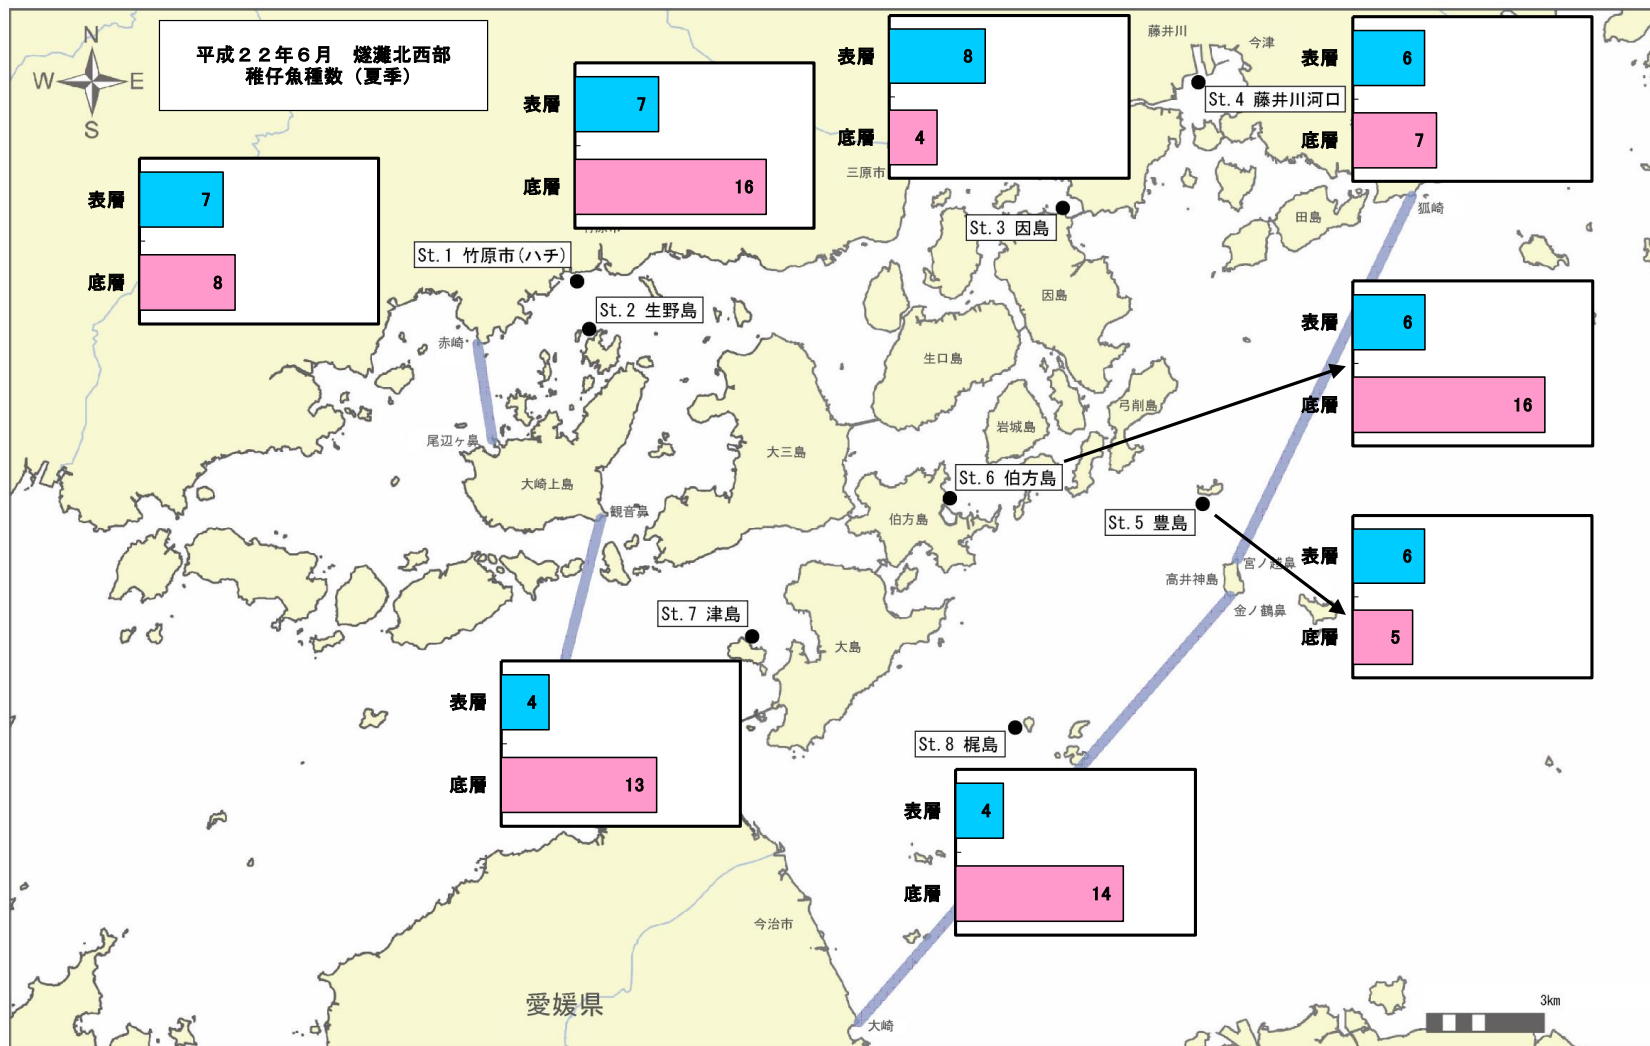 平成２２年６月　燧灘北西部
稚仔魚種数（夏季）
N
W
E
S
表層
7
底層
8
表層
7
底層
16
表層
8
底層
4
表層
6
底層
7
表層
6
底層
16
表層
6
底層
5
表層
4
底層
13
表層
4
底層
14
藤井川
今津
St.4 藤井川河口
三原市
St.3 因島
田島
狐崎
St.1 竹原市(ハチ)
St.2 生野島
因島
赤崎
生口島
弓削島
岩城島
尾辺ヶ鼻
大三島
大崎上島
St.6 伯方島
観音鼻
伯方島
St.5 豊島
宮ノ越鼻
高井神島
金ノ鶴鼻
St.7 津島
大島
St.8 梶島
今治市
愛媛県
大崎
3km